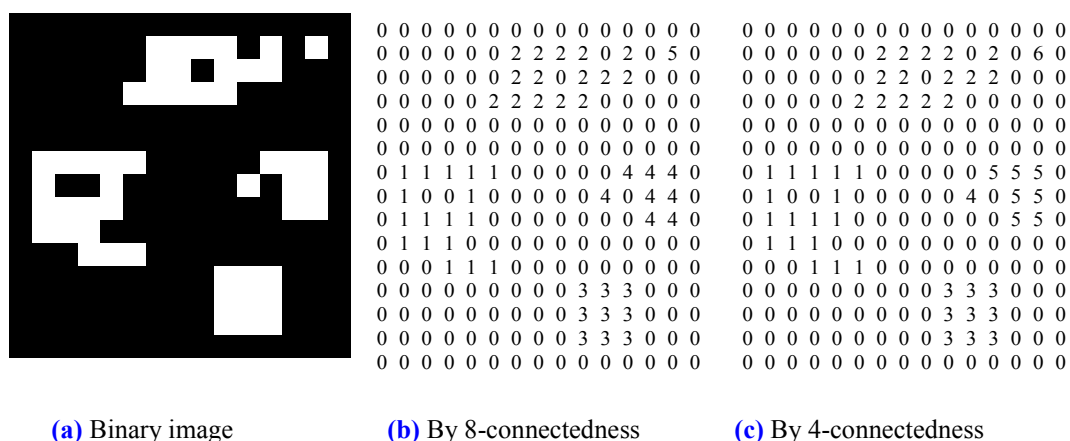 0 0 0 0 0 0 0 0 0 0 0 0 0 0 0 0 0 0 0 0 0 0 0 0 0 0 0 0 0 0
0 0 0 0 0 0 2 2 2 2 0 2 0 5 0 0 0 0 0 0 0 2 2 2 2 0 2 0 6 0
0 0 0 0 0 0 2 2 0 2 2 2 0 0 0 0 0 0 0 0 0 2 2 0 2 2 2 0 0 0
0 0 0 0 0 2 2 2 2 2 0 0 0 0 0 0 0 0 0 0 2 2 2 2 2 0 0 0 0 0
0 0 0 0 0 0 0 0 0 0 0 0 0 0 0 0 0 0 0 0 0 0 0 0 0 0 0 0 0 0
0 0 0 0 0 0 0 0 0 0 0 0 0 0 0 0 0 0 0 0 0 0 0 0 0 0 0 0 0 0
0 1 1 1 1 1 0 0 0 0 0 4 4 4 0 0 1 1 1 1 1 0 0 0 0 0 5 5 5 0
0 1 0 0 1 0 0 0 0 0 4 0 4 4 0 0 1 0 0 1 0 0 0 0 0 4 0 5 5 0
0 1 1 1 1 0 0 0 0 0 0 0 4 4 0 0 1 1 1 1 0 0 0 0 0 0 0 5 5 0
0 1 1 1 0 0 0 0 0 0 0 0 0 0 0 0 1 1 1 0 0 0 0 0 0 0 0 0 0 0
0 0 0 1 1 1 0 0 0 0 0 0 0 0 0 0 0 0 1 1 1 0 0 0 0 0 0 0 0 0
0 0 0 0 0 0 0 0 0 3 3 3 0 0 0 0 0 0 0 0 0 0 0 0 3 3 3 0 0 0
0 0 0 0 0 0 0 0 0 3 3 3 0 0 0 0 0 0 0 0 0 0 0 0 3 3 3 0 0 0
0 0 0 0 0 0 0 0 0 3 3 3 0 0 0 0 0 0 0 0 0 0 0 0 3 3 3 0 0 0
0 0 0 0 0 0 0 0 0 0 0 0 0 0 0 0 0 0 0 0 0 0 0 0 0 0 0 0 0 0
(a) Binary image (b) By 8-connectedness (c) By 4-connectedness